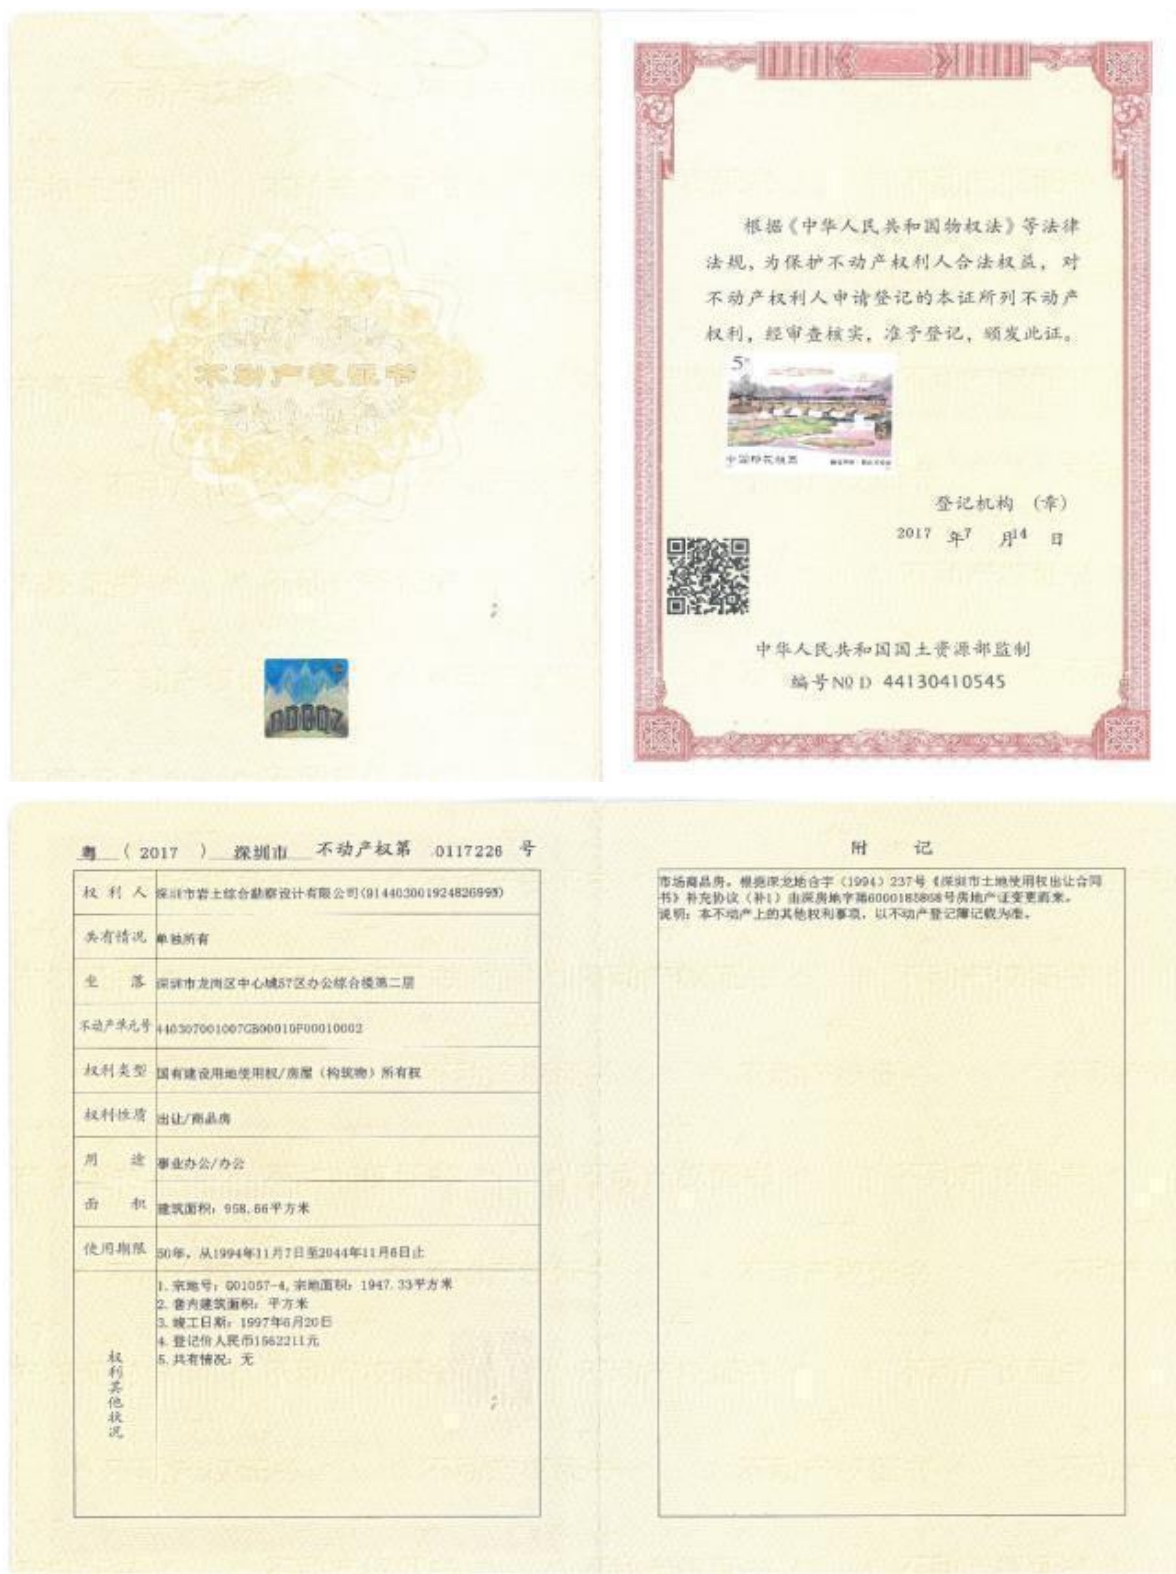 不动产权证书
根据《中华人民共和国物权法》等法律
法规，为保护不动产权利人合法权益，对
不动产权利人申请登记的本证所列不动产
权利，经审查核实，准予登记，颁发此证。
5
中国印花税票
登记机构 (章)
2017 年7 月14 日
中华人民共和国国土资源部监制
编号№ D 44130410545
粤 (2017) 深圳市 不动产权第 0117226 号
权利人 深圳市岩土综合勘察设计有限公司(91440300192482699X)
共有情况 单独所有
坐落 深圳市龙岗区中心城57区办公综合楼第二层
不动产单元号 440307001007GB00010F00010002
权利类型 国有建设用地使用权/房屋（构筑物）所有权
权利性质 出让/商品房
用途 事业办公/办公
面积 建筑面积：958.66平方米
使用期限 50年，从1994年11月7日至2044年11月6日止
权利其他状况
1. 宗地号：G01057-4,宗地面积：1947.33平方米
2. 套内建筑面积： 平方米
3. 竣工日期：1997年6月20日
4. 登记价人民币1562211元
5. 共有情况：无
附 记
市场商品房。根据深龙地合字（1994）237号《深圳市土地使用权出让合同
书》补充协议（补1）由深房地字第6000185868号房地产证变更而来。
说明：本不动产上的其他权利事项，以不动产登记簿记载为准。